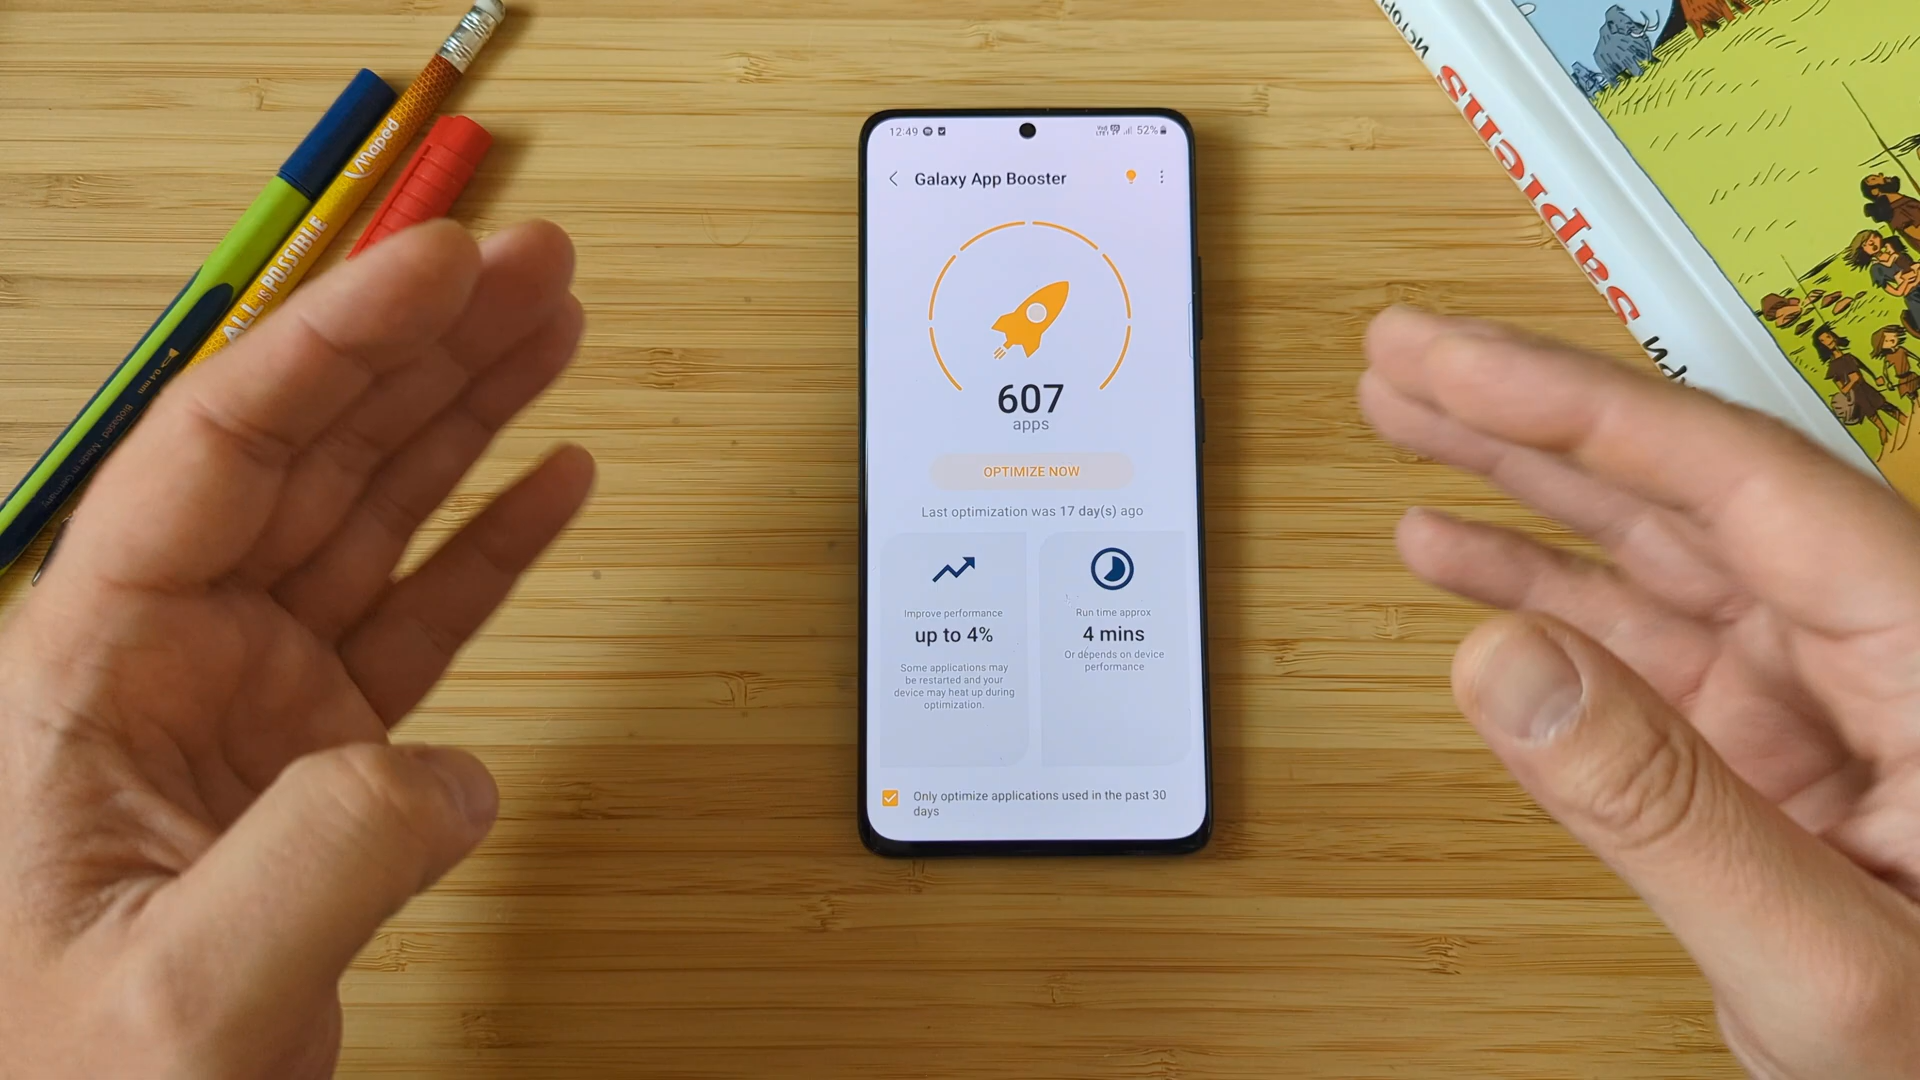 Maped
ALL IS POSSIBLE
0.4 mm
12:49
52%
Galaxy App Booster
607
apps
OPTIMIZE NOW
Last optimization was 17 day(s) ago
Improve performance
up to 4%
Some applications may
be restarted and your
device may heat up during
optimization.
Run time approx
4 mins
Or depends on device
performance
Only optimize applications used in the past 30
days
Sapiens